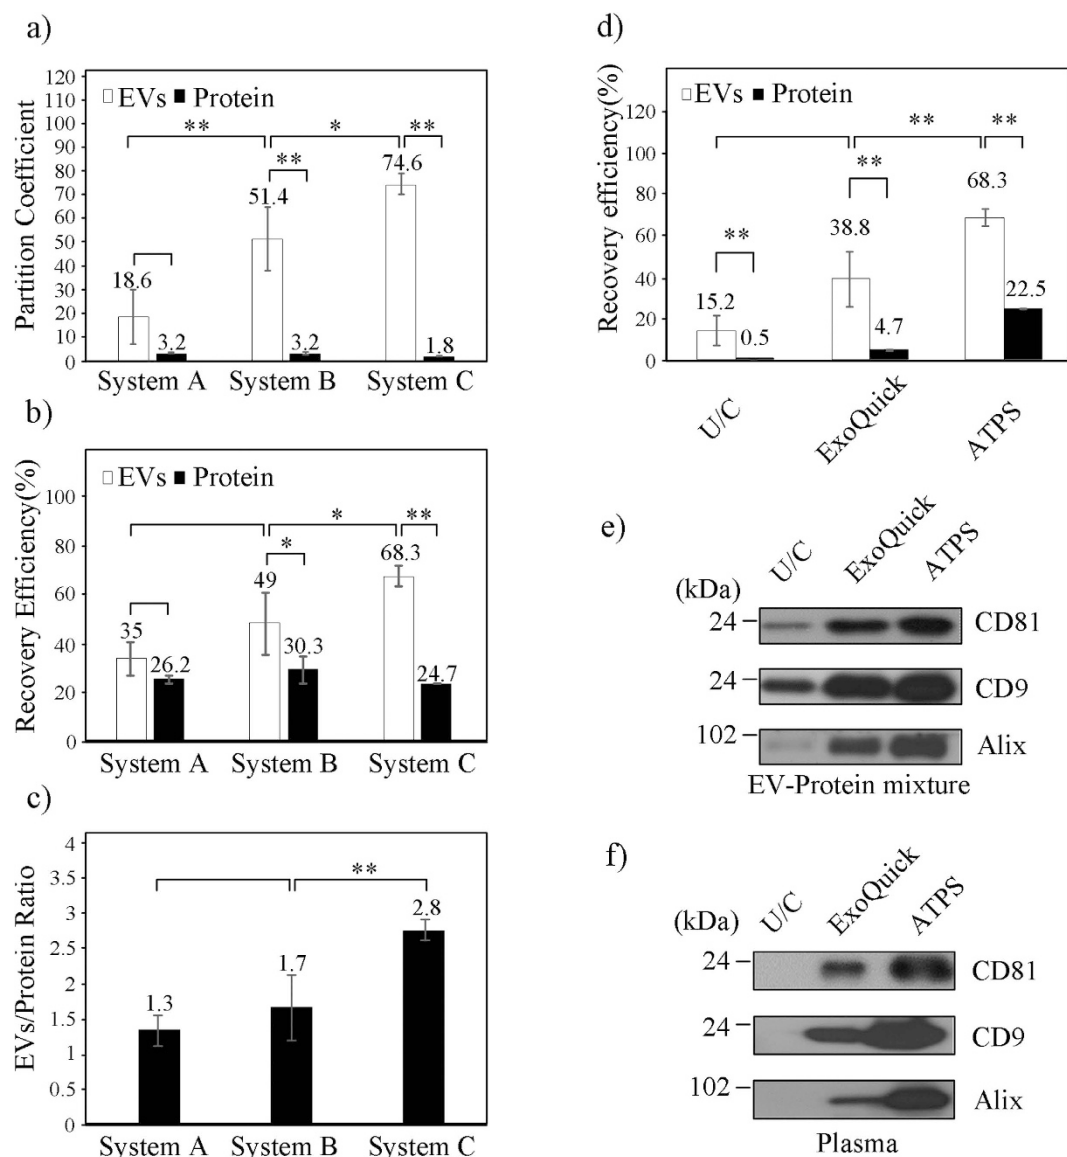 a)
120
110
100
90
80
70
60
50
40
30
20
10
0
Partition Coefficient
EVs Protein
** * **
**
18.6
3.2
51.4
3.2
74.6
1.8
System A System B System C
b)
100
80
60
40
20
0
Recovery Efficiency(%)
EVs Protein
* **
*
35
26.2
49
30.3
68.3
24.7
System A System B System C
c)
4
3.5
3
2.5
2
1.5
1
0.5
0
EVs/Protein Ratio
**
1.3
1.7
2.8
System A System B System C
d)
120
100
80
60
40
20
0
Recovery efficiency(%)
EVs Protein
** **
**
**
15.2
0.5
38.8
4.7
68.3
22.5
U/C ExoQuick ATPS
e)
U/C ExoQuick ATPS
(kDa)
24 CD81
24 CD9
102 Alix
EV-Protein mixture
f)
U/C ExoQuick ATPS
(kDa)
24 CD81
24 CD9
102 Alix
Plasma